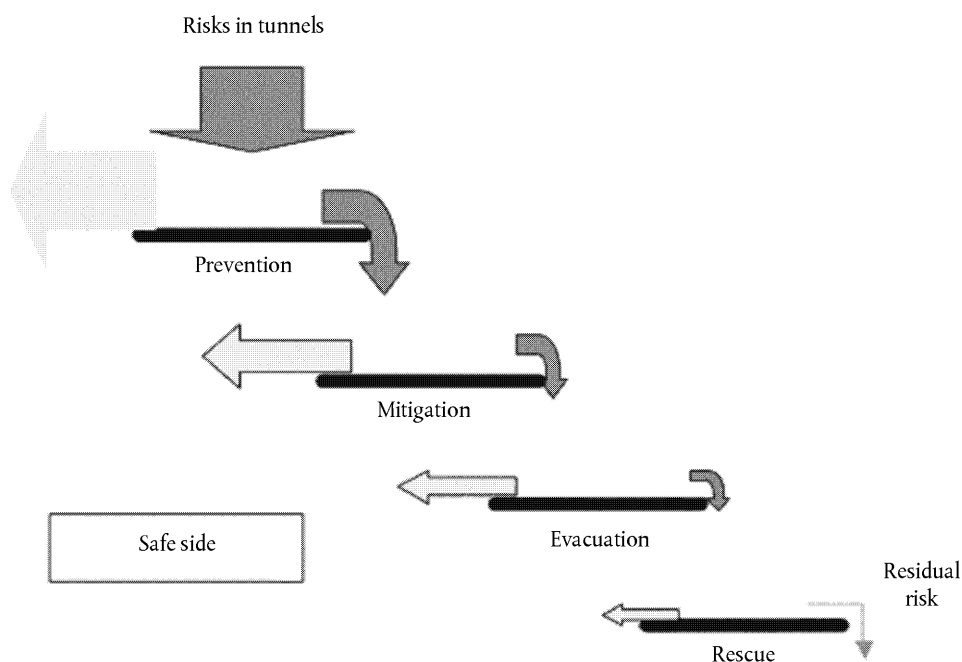 Risks in tunnels
Prevention
Mitigation
Evacuation
Safe side
Residual
risk
Rescue